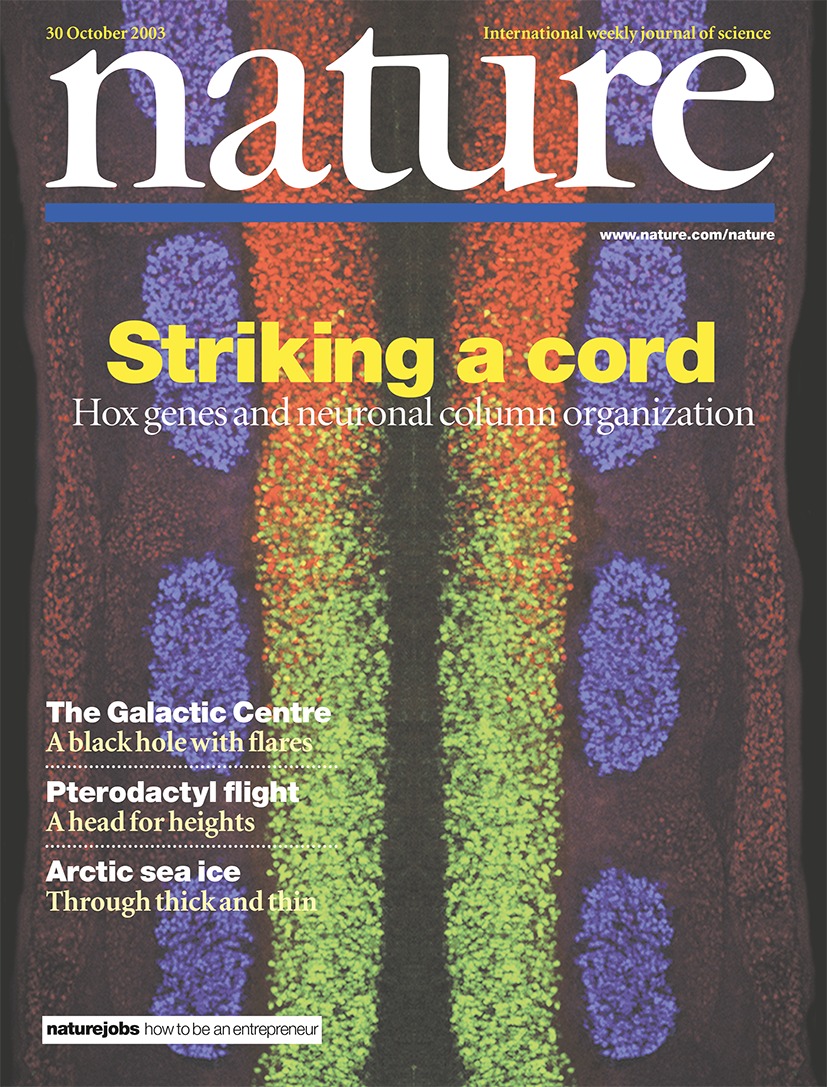 30 October 2003
International weekly journal of science
nature
www.nature.com/nature
Striking a cord
Hox genes and neuronal column organization
The Galactic Centre
A black hole with flares
Pterodactyl flight
A head for heights
Arctic sea ice
Through thick and thin
naturejobs how to be an entrepreneur